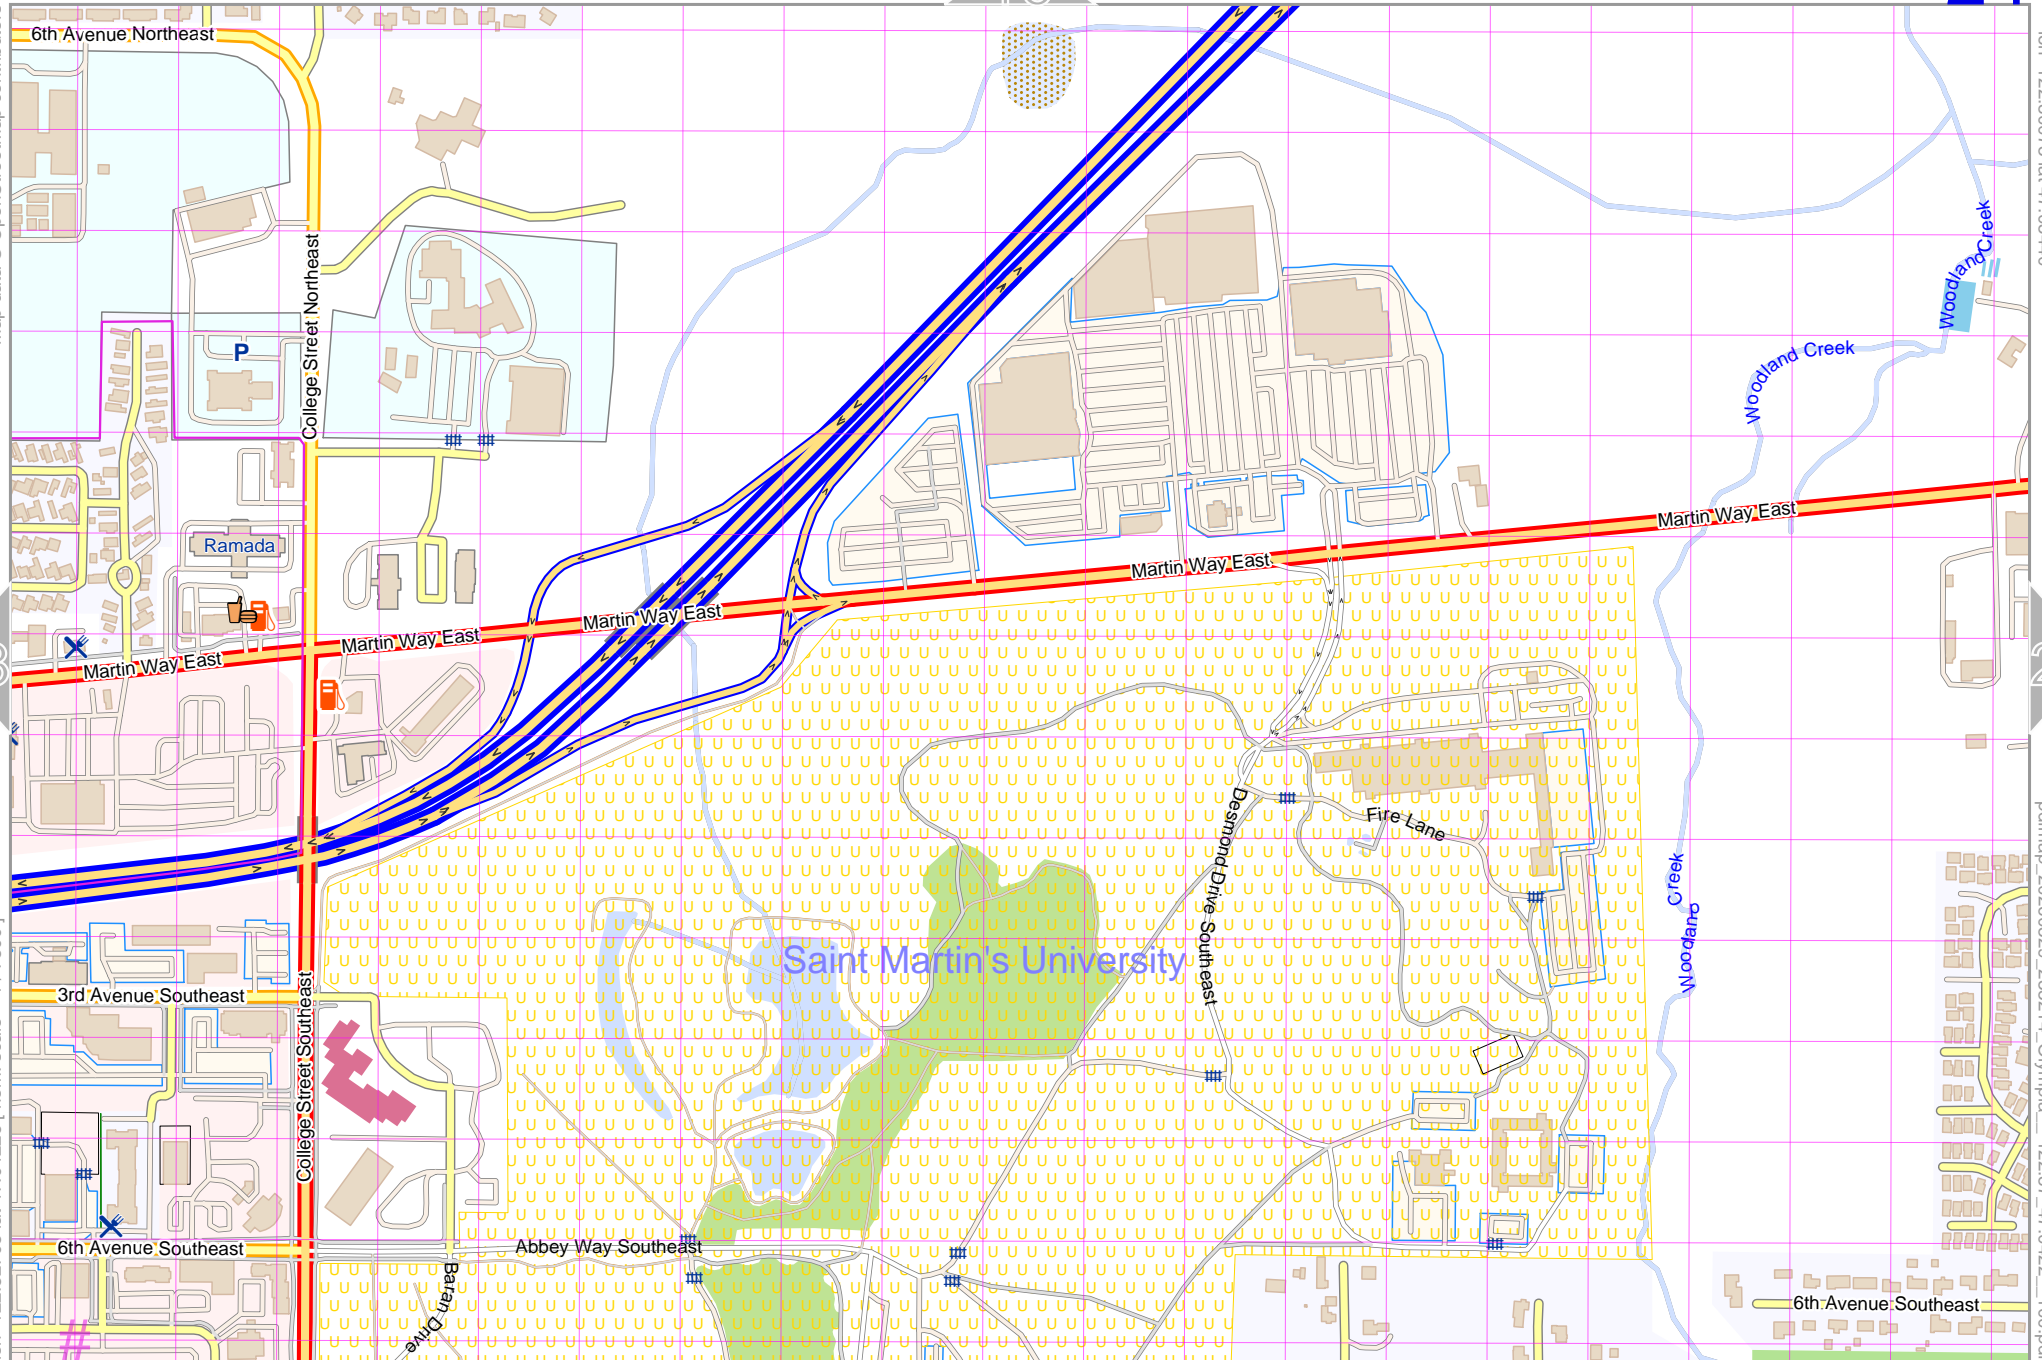 6th Avenue Northeast
College Street Northeast
P
Ramada
Woodland Creek
Woodland Creek
Martin Way East
Martin Way East
Martin Way East
Martin Way East
Martin Way East
Desmond Drive Southeast
Fire Lane
Woodland Creek
Saint Martin's University
3rd Avenue Southeast
College Street Southeast
6th Avenue Southeast
Abbey Way Southeast
Baran Drive
6th Avenue Southeast